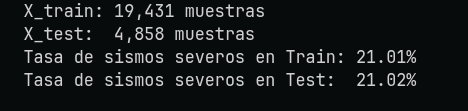 X_train: 19,431 muestras
X_test:  4,858 muestras
Tasa de sismos severos en Train: 21.01%
Tasa de sismos severos en Test:  21.02%